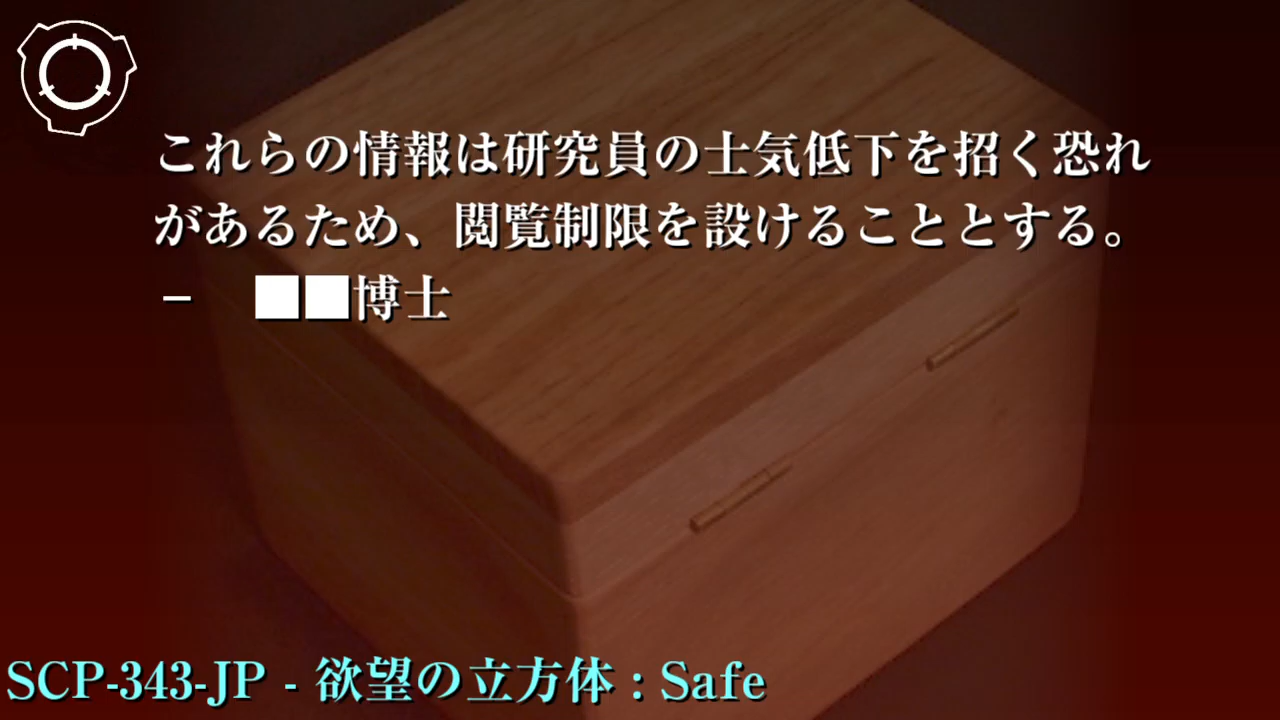 これらの情報は研究員の士気低下を招く恐れ
があるため、閲覧制限を設けることとする。
－　■■博士
SCP-343-JP - 欲望の立方体 : Safe